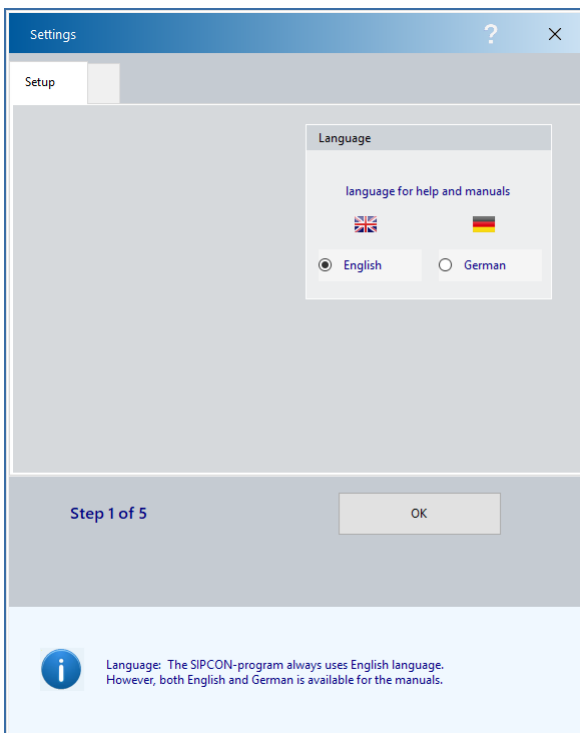 Settings
?
Setup
Language
language for help and manuals
English
German
Step 1 of 5
OK
i
Language:  The SIPCON-program always uses English language.
However, both English and German is available for the manuals.